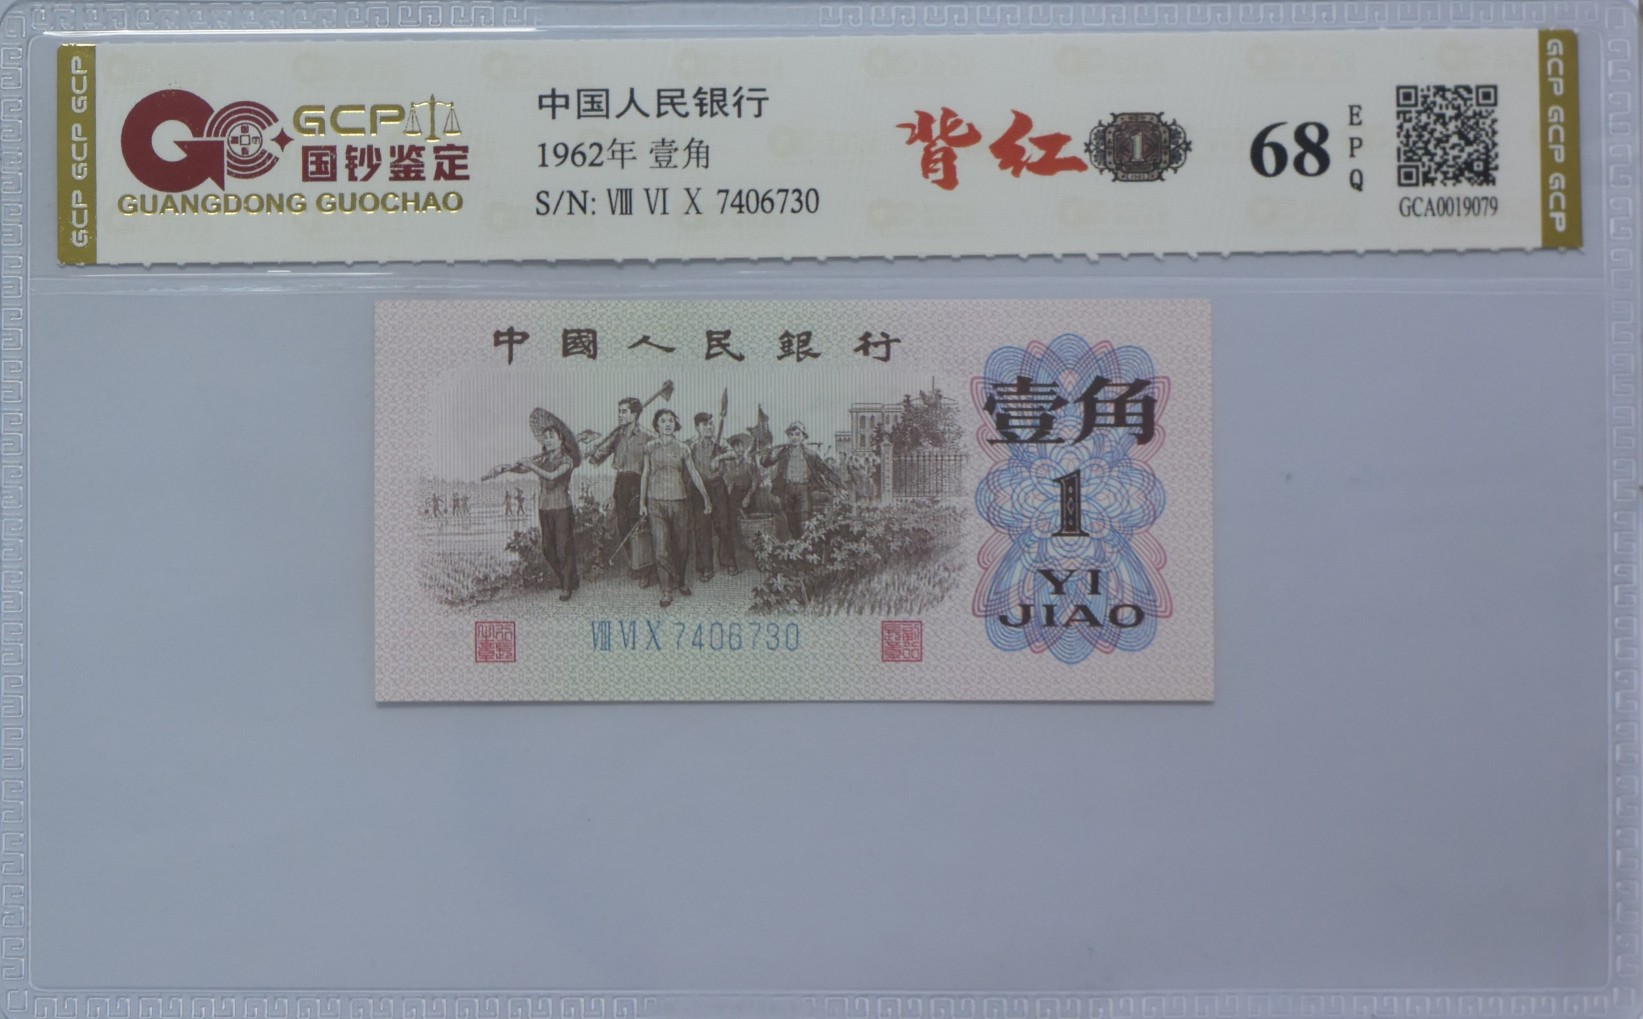 GCP GCP GCP
GCP
国钞鉴定
GUANGDONG GUOCHAO
中国人民银行
1962年 壹角
S/N: Ⅷ Ⅵ Ⅹ 7406730
背红
1
68
EPQ
GCA0019079
GCP GCP GCP
中國人民銀行
壹角
1
YI
JIAO
Ⅷ Ⅵ Ⅹ 7406730